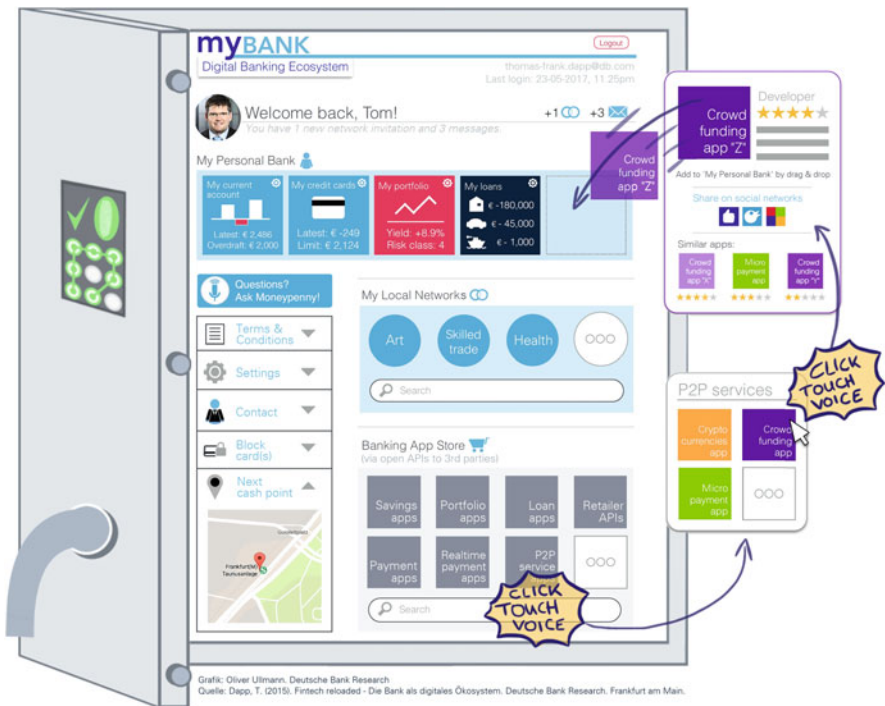 myBANK
Logout
Digital Banking Ecosystem
thomas-frank.dapp@db.com
Last login: 23-05-2017, 11:25pm
Welcome back, Tom!
+1
+3
You have 1 new network invitation and 3 messages.
My Personal Bank
My current
account
Latest: € 2,486
Overdraft: € 2,000
My credit cards
Latest: € -249
Limit: € 2,124
My portfolio
Yield: +8.9%
Risk class: 4
My loans
€ -180,000
€ - 45,000
€ - 1,000
Crowd
funding
app "Z"
Crowd
funding
app "Z"
Developer
Add to 'My Personal Bank' by drag & drop
Share on social networks
Similar apps:
Crowd
funding
app "X"
Micro
payment
app
Crowd
funding
app "Y"
Questions?
Ask Moneypenny!
Terms &
Conditions
Settings
Contact
Block
card(s)
Next
cash point
Frankfurt(M)
Taunusanlage
My Local Networks
Art
Skilled
trade
Health
Search
Banking App Store
(via open APIs to 3rd parties)
Savings
apps
Portfolio
apps
Loan
apps
Retailer
APIs
Payment
apps
Realtime
payment
apps
P2P
service
Search
CLICK
TOUCH
VOICE
P2P services
Crypto
currencies
app
Crowd
funding
app
Micro
payment
app
CLICK
TOUCH
VOICE
Grafik: Oliver Ullmann. Deutsche Bank Research
Quelle: Dapp, T. (2015). Fintech reloaded - Die Bank als digitales Ökosystem. Deutsche Bank Research. Frankfurt am Main.